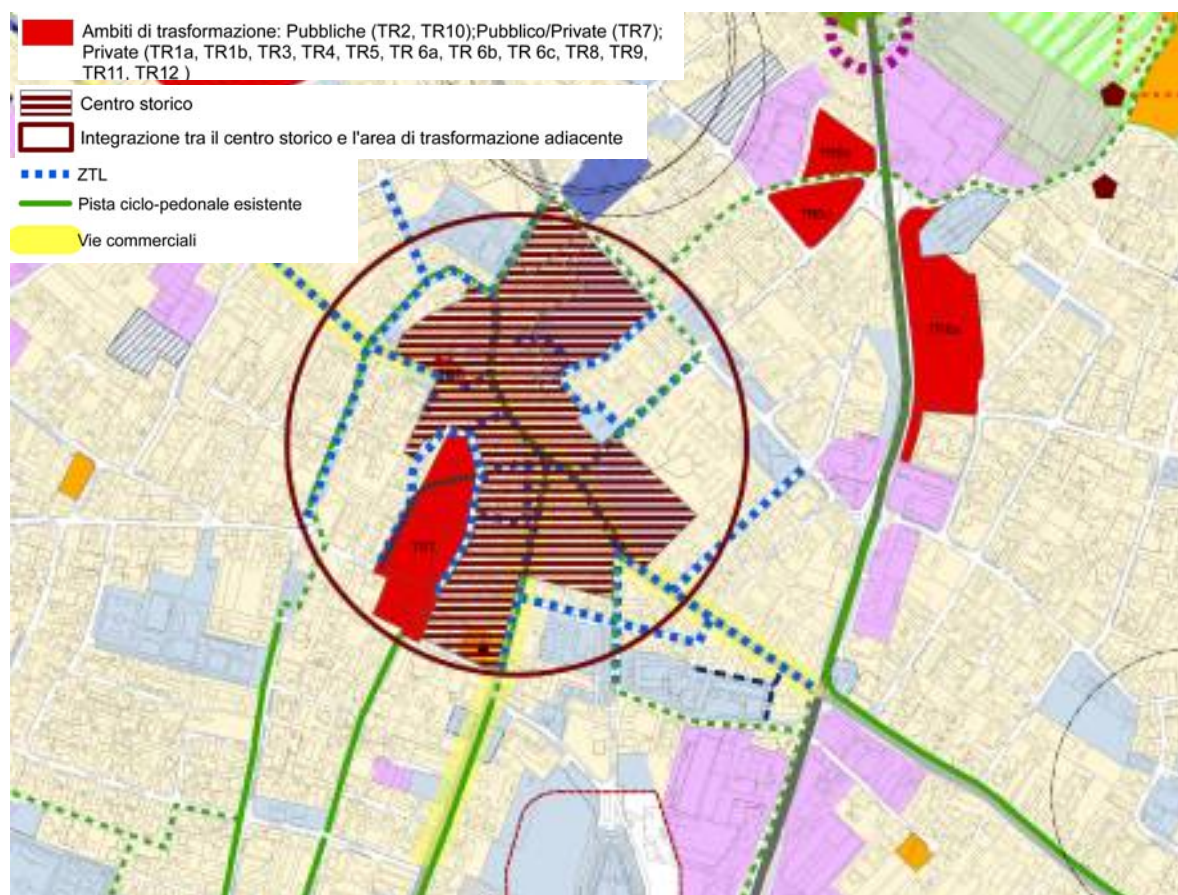 Ambiti di trasformazione: Pubbliche (TR2, TR10);Pubblico/Private (TR7);
Private (TR1a, TR1b, TR3, TR4, TR5, TR 6a, TR 6b, TR 6c, TR8, TR9,
TR11, TR12 )
Centro storico
Integrazione tra il centro storico e l'area di trasformazione adiacente
ZTL
Pista ciclo-pedonale esistente
Vie commerciali